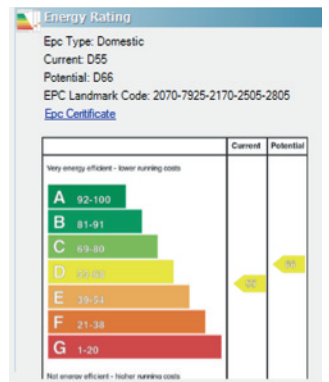 Energy Rating
Epc Type: Domestic
Current: D55
Potential: D66
EPC Landmark Code: 2070-7925-2170-2505-2805
Epc Certificate
Current Potential
Very energy efficient - lower running costs
A 92-100
B 81-91
C 69-80
D
E 39-54
F 21-38
G 1-20
Not energy efficient - higher running costs